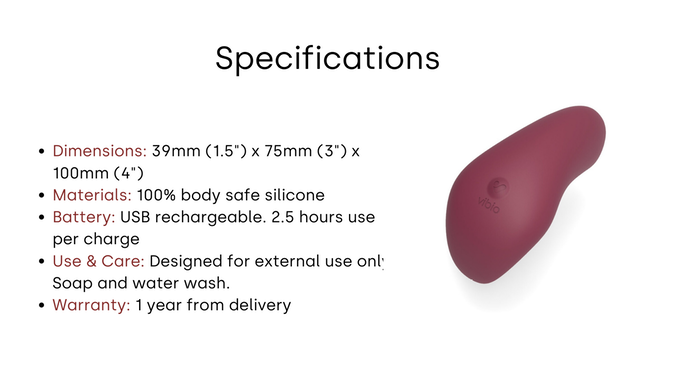 Specifications
• Dimensions: 39mm (1.5") x 75mm (3") x
100mm (4")
• Materials: 100% body safe silicone
• Battery: USB rechargeable. 2.5 hours use
per charge
• Use & Care: Designed for external use only
Soap and water wash.
• Warranty: 1 year from delivery
vibio